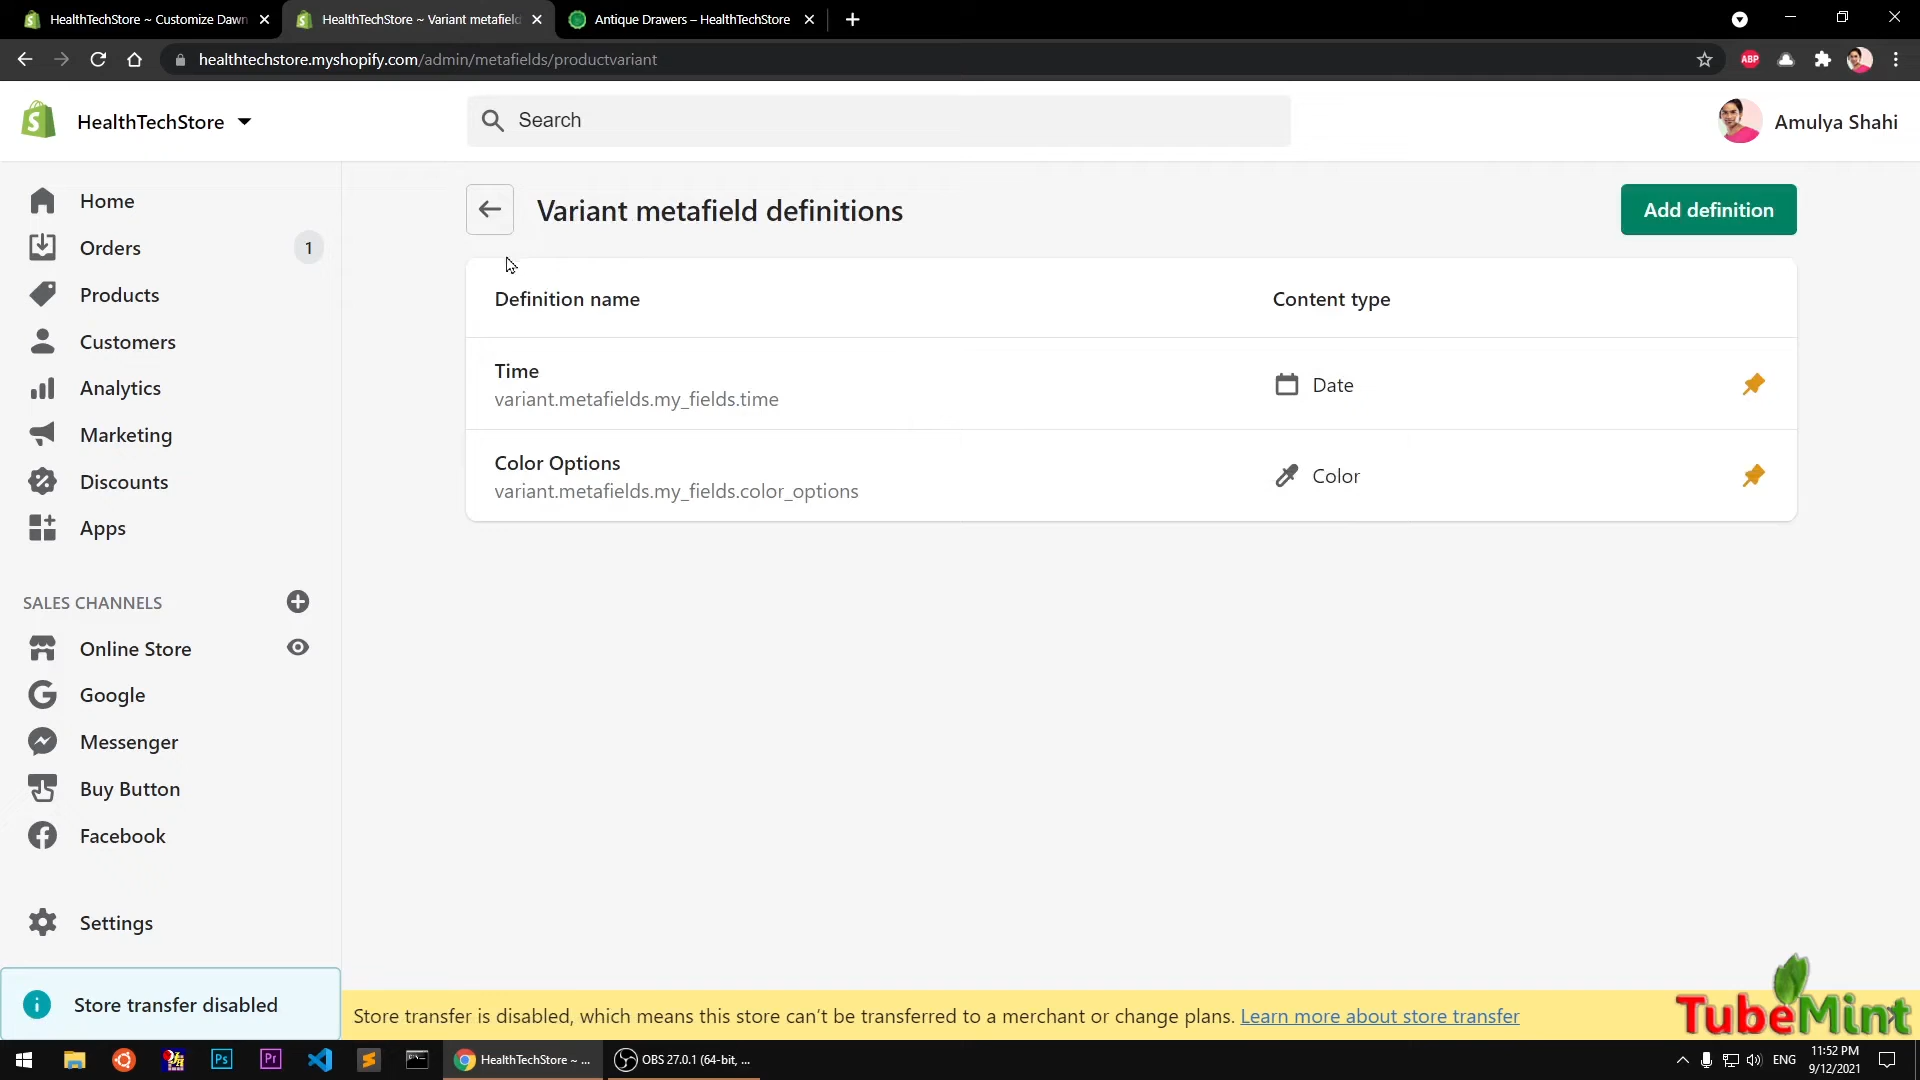 HealthTechStore ~ Customize Dawn
HealthTechStore ~ Variant metafield
Antique Drawers – HealthTechStore
healthtechstore.myshopify.com/admin/metafields/productvariant
ABP
HealthTechStore
Search
Amulya Shahi
Home
Orders
1
Products
Customers
Analytics
Marketing
Discounts
Apps
SALES CHANNELS
Online Store
Google
Messenger
Buy Button
Facebook
Settings
Store transfer disabled
Variant metafield definitions
Add definition
Definition name
Content type
Time
variant.metafields.my_fields.time
Date
Color Options
variant.metafields.my_fields.color_options
Color
Store transfer is disabled, which means this store can't be transferred to a merchant or change plans. Learn more about store transfer
TubeMint
Ps
Pr
HealthTechStore ~ ...
OBS 27.0.1 (64-bit, ...
ENG
11:52 PM
9/12/2021